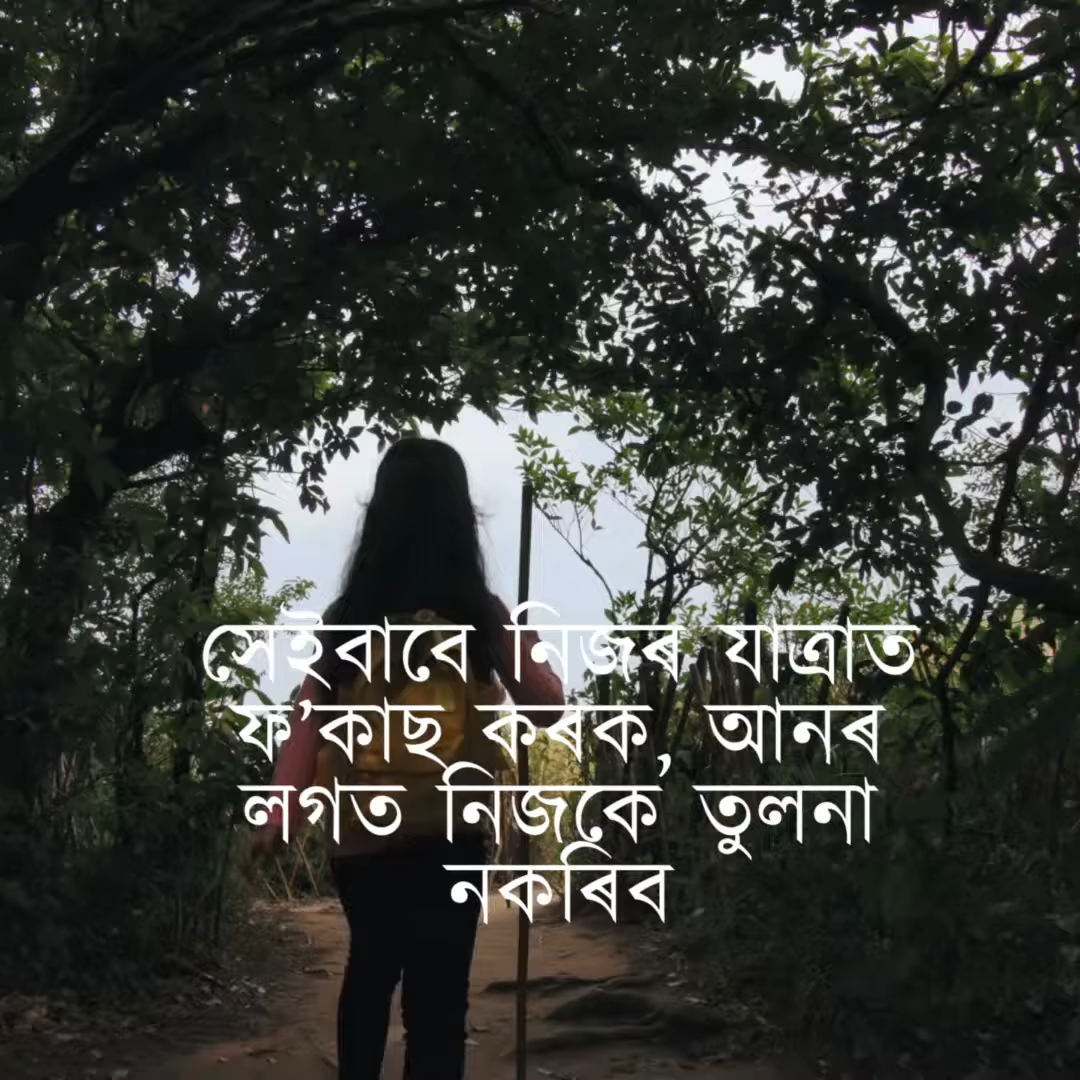 সেইবাবে নিজৰ যাত্ৰাত
ফ'কাছ কৰক, আনৰ
লগত নিজকে তুলনা
নকৰিব